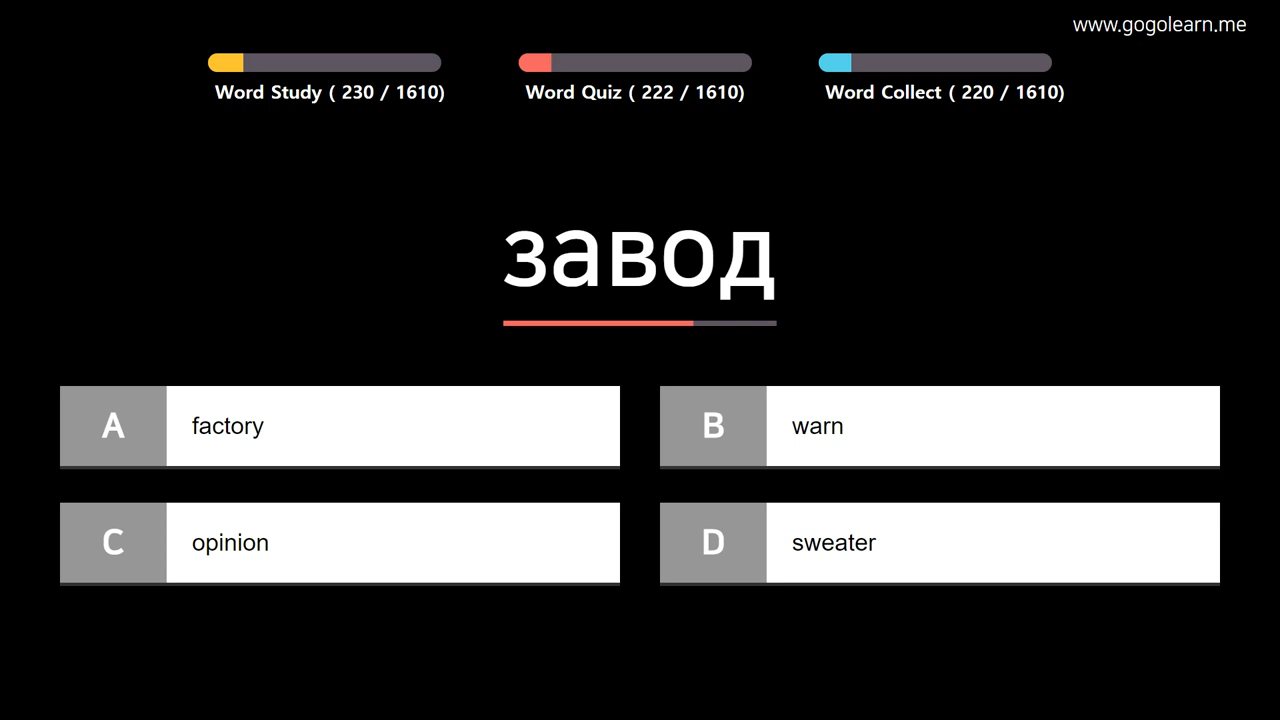 www.gogolearn.me
Word Study ( 230 / 1610)
Word Quiz ( 222 / 1610)
Word Collect ( 220 / 1610)
завод
A factory
B warn
C opinion
D sweater